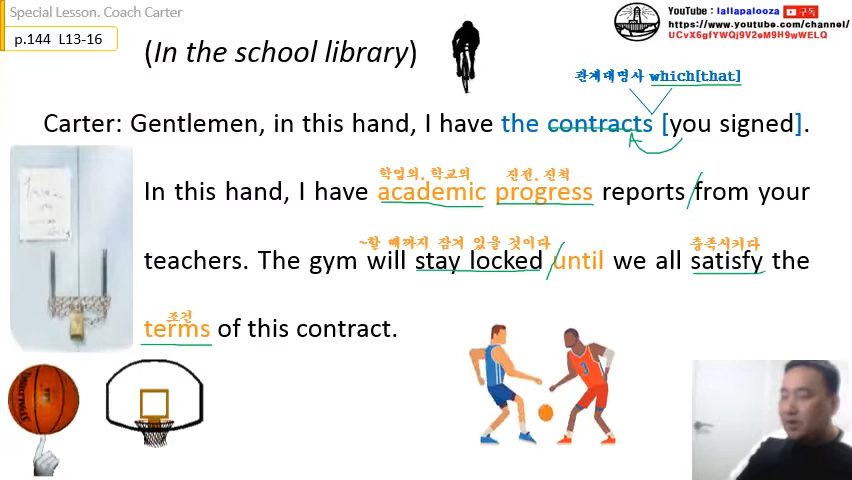 Special Lesson. Coach Carter
p.144 L13-16
YouTube : lallapalooza 구독
https://www.youtube.com/channel/
UCvX6gfYWQj9V2eM9H9wWELQ
(In the school library)
관계대명사 which[that]
Carter: Gentlemen, in this hand, I have the contracts [you signed].
학업의, 학교의 진전, 진척
In this hand, I have academic progress reports from your
~할 때까지 잠겨 있을 것이다 충족시키다
teachers. The gym will stay locked until we all satisfy the
조건
terms of this contract.